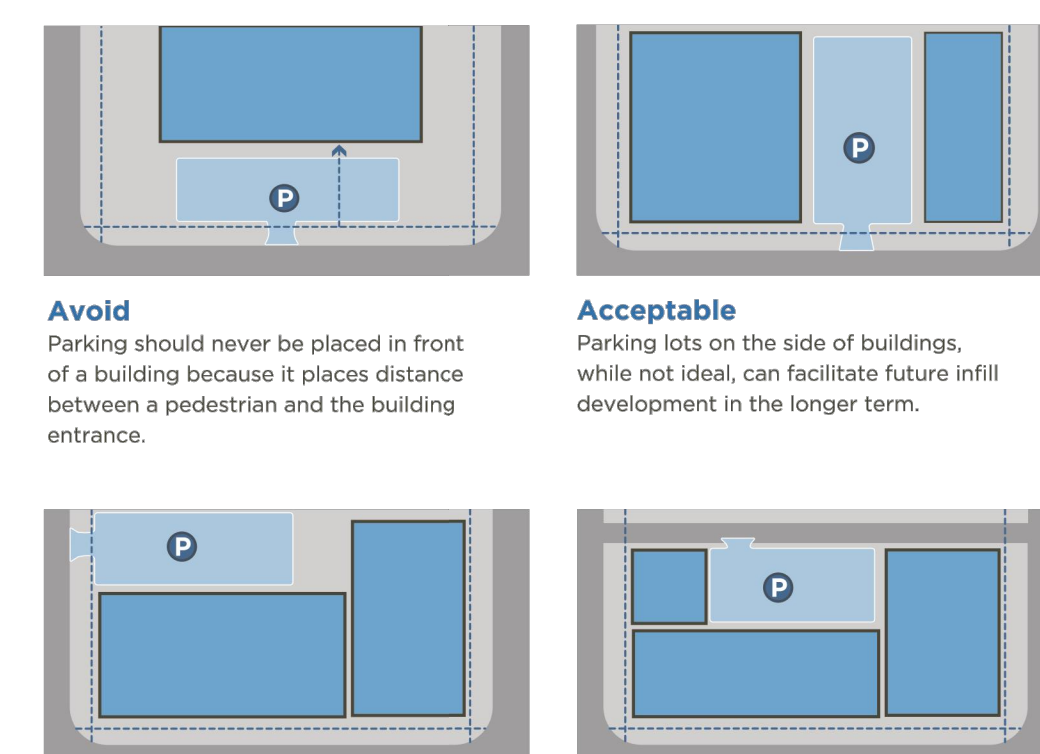 P
P
Avoid
Parking should never be placed in front
of a building because it places distance
between a pedestrian and the building
entrance.
Acceptable
Parking lots on the side of buildings,
while not ideal, can facilitate future infill
development in the longer term.
P
P